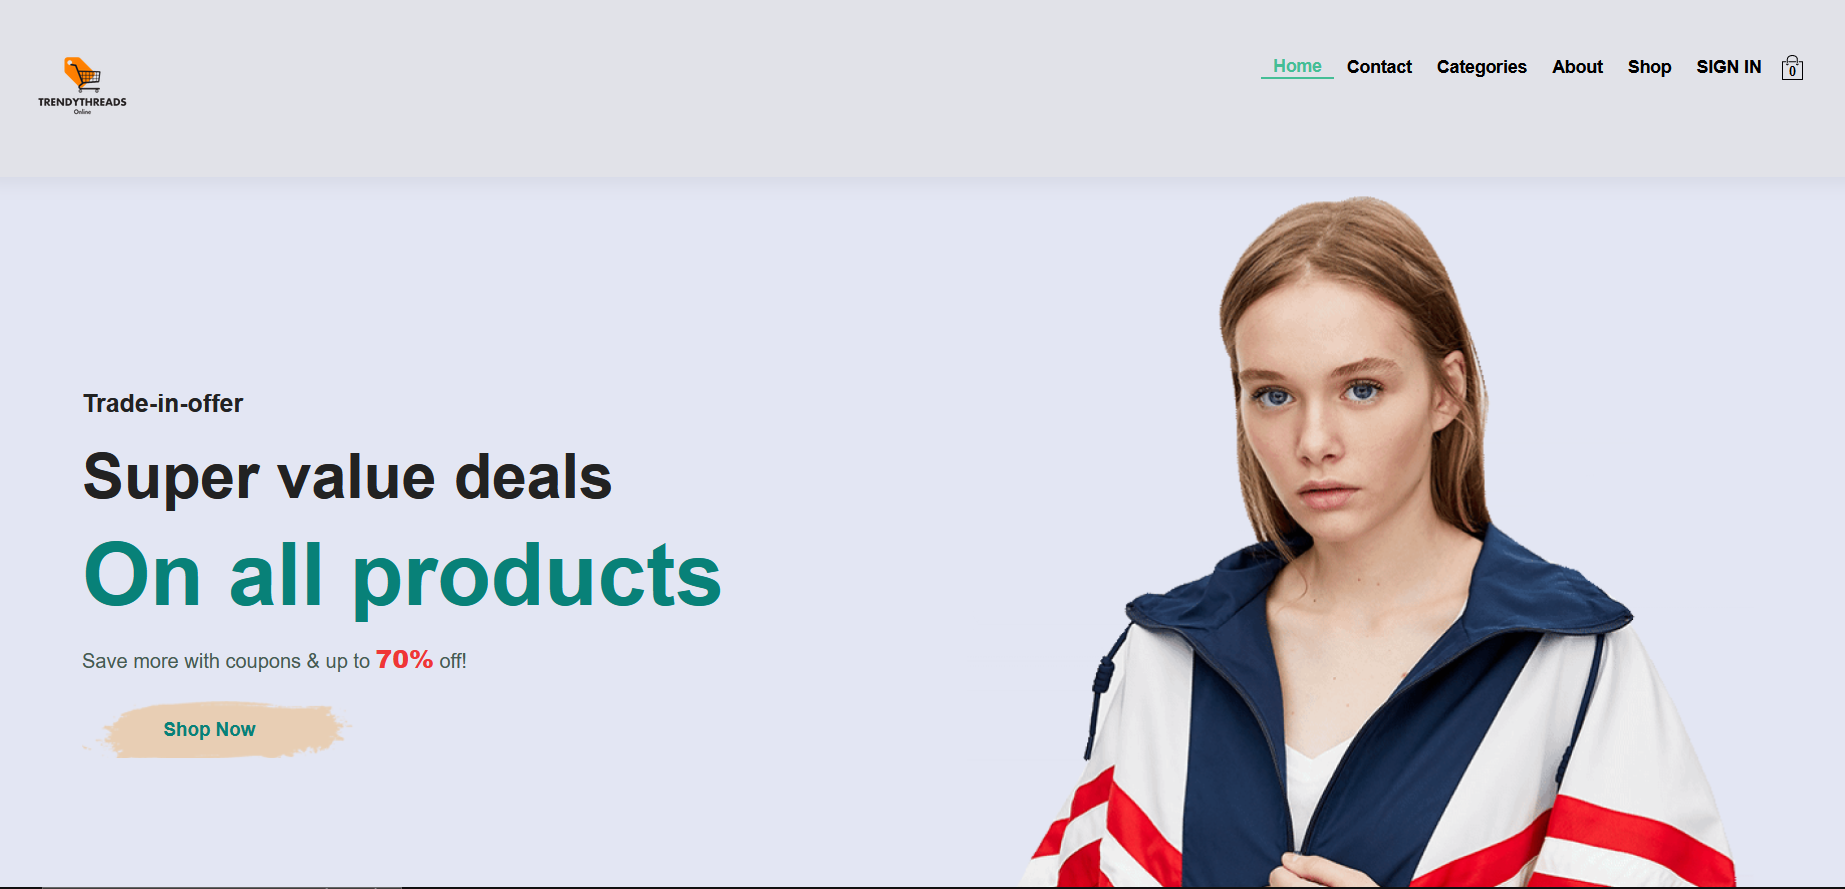 TRENDYTHREADS
Online
Home Contact Categories About Shop SIGN IN 0
Trade-in-offer
Super value deals
On all products
Save more with coupons & up to 70% off!
Shop Now